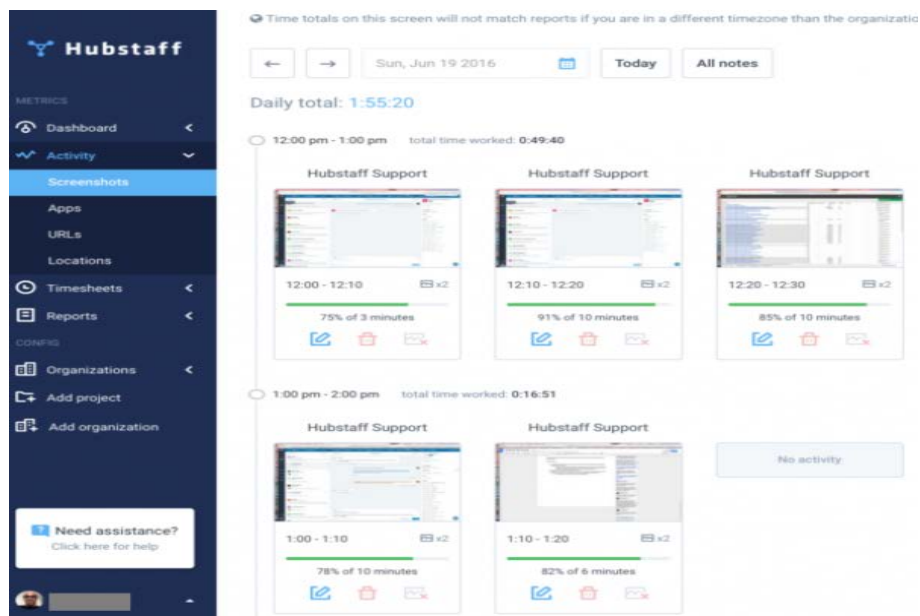 Hubstaff
METRICS
Dashboard
Activity
Screenshots
Apps
URLs
Locations
Timesheets
Reports
CONFIG
Organizations
Add project
Add organization
Need assistance?
Click here for help
Time totals on this screen will not match reports if you are in a different timezone than the organizatio
Sun, Jun 19 2016
Today
All notes
Daily total: 1:55:20
12:00 pm - 1:00 pm total time worked: 0:49:40
Hubstaff Support Hubstaff Support Hubstaff Support
12:00 - 12:10 x2 12:10 - 12:20 x2 12:20 - 12:30 x2
75% of 3 minutes 91% of 10 minutes 85% of 10 minutes
1:00 pm - 2:00 pm total time worked: 0:16:51
Hubstaff Support Hubstaff Support
No activity
1:00 - 1:10 x2 1:10 - 1:20 x2
78% of 10 minutes 82% of 6 minutes